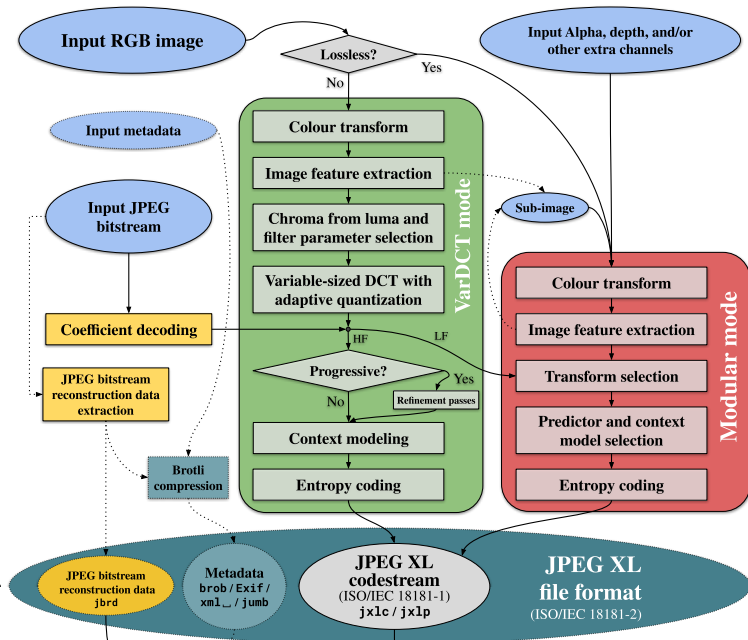 Input RGB image
Lossless?
Input Alpha, depth, and/or
other extra channels
Yes
No
Input metadata
Colour transform
Image feature extraction
Input JPEG
bitstream
Chroma from luma and
filter parameter selection
Sub-image
VarDCT mode
Variable-sized DCT with
adaptive quantization
Colour transform
Coefficient decoding
HF
LF
Image feature extraction
Progressive?
Yes
Transform selection
JPEG bitstream
reconstruction data
extraction
No
Refinement passes
Modular mode
Context modeling
Predictor and context
model selection
Brotli
compression
Entropy coding
Entropy coding
JPEG bitstream
reconstruction data
jbrd
Metadata
brob / Exif /
xml␣ / jumb
JPEG XL
codestream
(ISO/IEC 18181-1)
jxlc / jxlp
JPEG XL
file format
(ISO/IEC 18181-2)